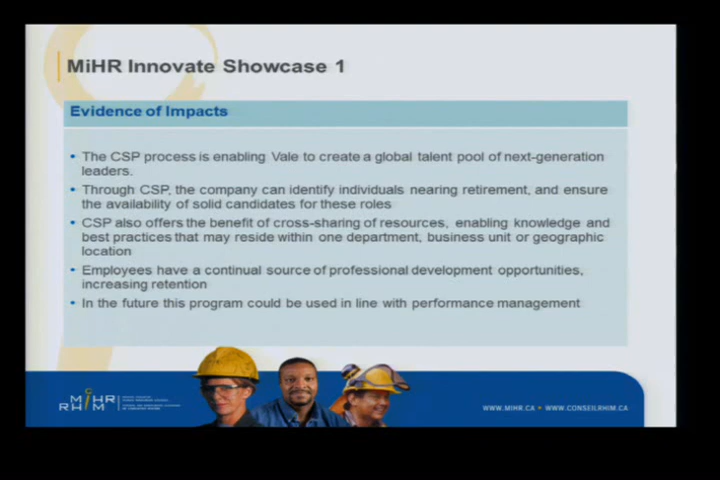 MiHR Innovate Showcase 1
Evidence of Impacts
• The CSP process is enabling Vale to create a global talent pool of next-generation
leaders.
• Through CSP, the company can identify individuals nearing retirement, and ensure
the availability of solid candidates for these roles
• CSP also offers the benefit of cross-sharing of resources, enabling knowledge and
best practices that may reside within one department, business unit or geographic
location
• Employees have a continual source of professional development opportunities,
increasing retention
• In the future this program could be used in line with performance management
MiHR
RHiM
WWW.MIHR.CA • WWW.CONSEILRHIM.CA